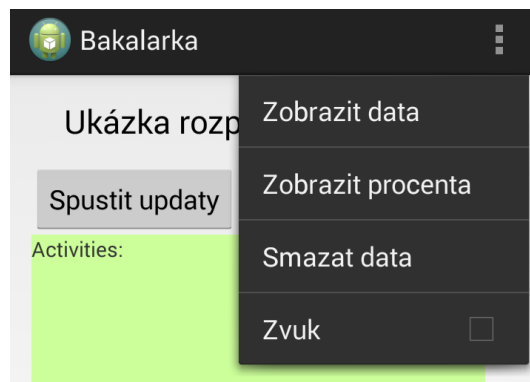 Bakalarka
Ukázka rozp
Spustit updaty
Activities:
Zobrazit data
Zobrazit procenta
Smazat data
Zvuk